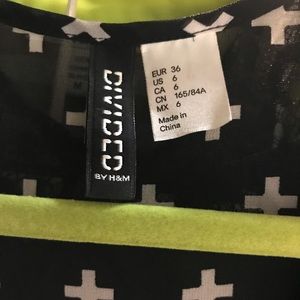 DIVIDED
BY H&M
EUR 36
US 6
CA 6
CN 165/84A
MX 6
Made in
China